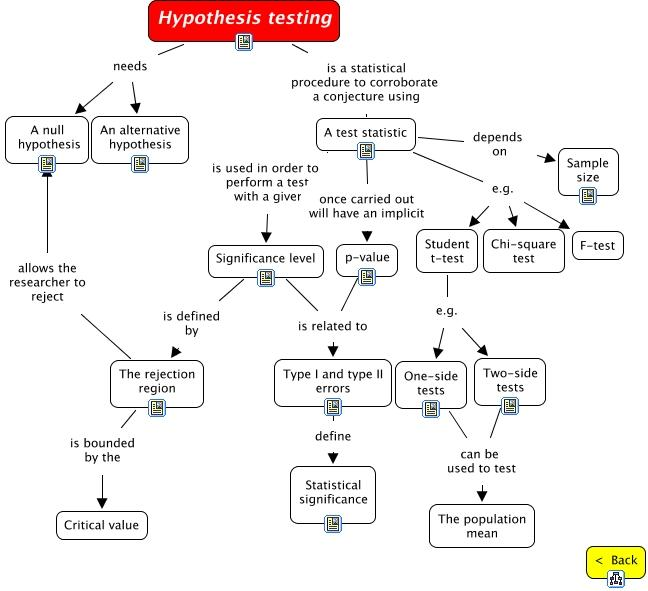 Hypothesis testing
needs
is a statistical
procedure to corroborate
a conjecture using
A null
hypothesis
An alternative
hypothesis
A test statistic
depends
on
Sample
size
is used in order to
perform a test
with a giver
once carried out
will have an implicit
e.g.
Significance level
p-value
Student
t-test
Chi-square
test
F-test
allows the
researcher to
reject
is defined
by
is related to
e.g.
The rejection
region
Type I and type II
errors
One-side
tests
Two-side
tests
is bounded
by the
define
can be
used to test
Critical value
Statistical
significance
The population
mean
< Back